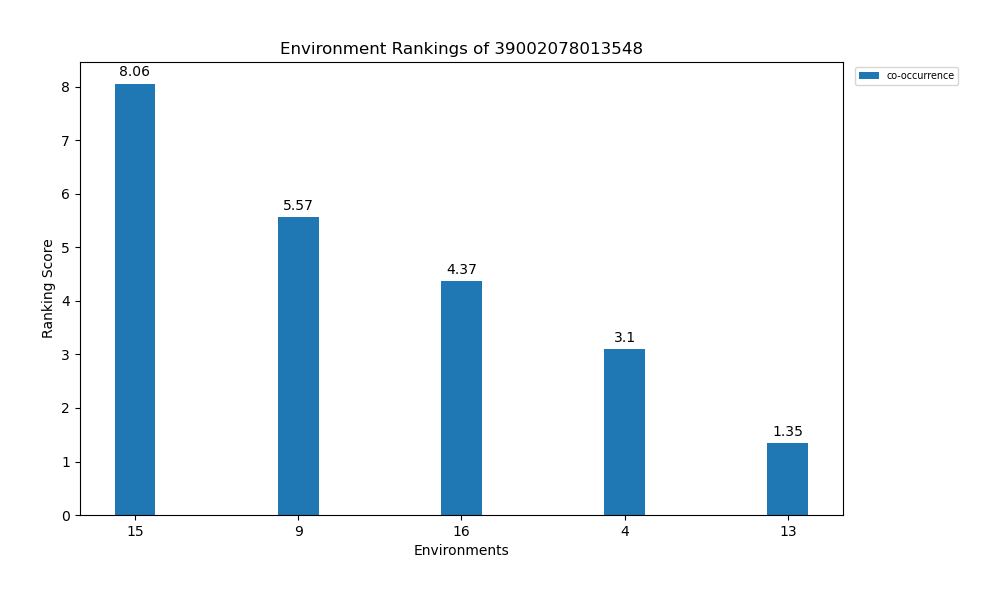 Environment Rankings of 39002078013548
co-occurrence
Ranking Score
8
7
6
5
4
3
2
1
0
8.06
5.57
4.37
3.1
1.35
15 9 16 4 13
Environments